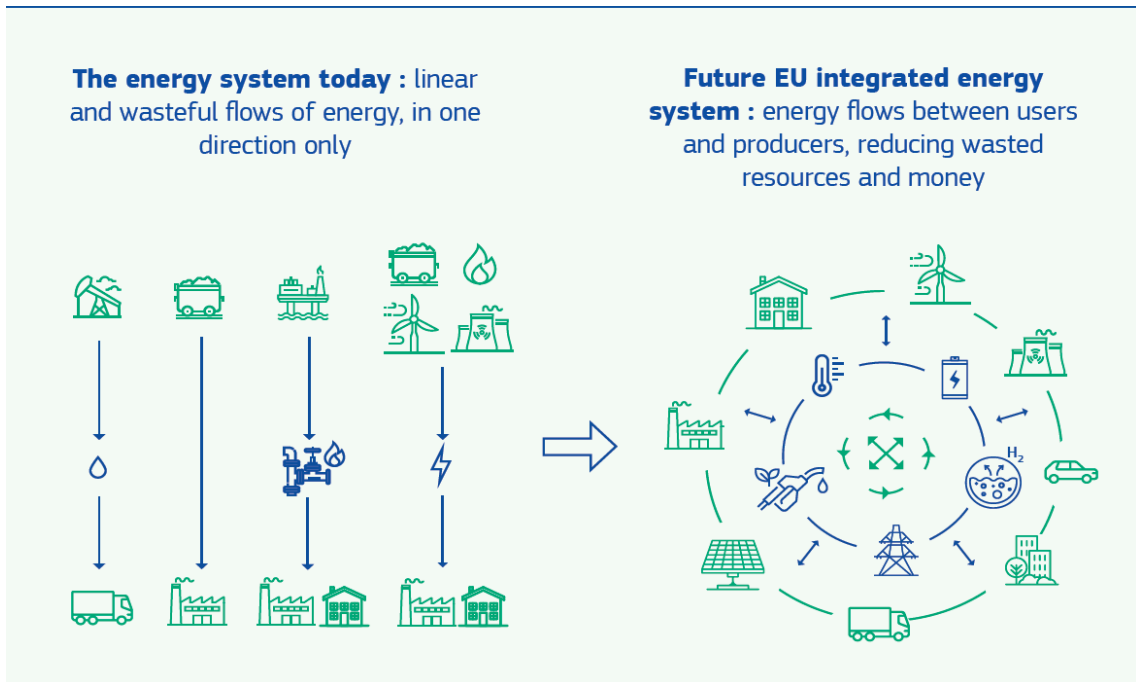 The energy system today : linear
and wasteful flows of energy, in one
direction only
Future EU integrated energy
system : energy flows between users
and producers, reducing wasted
resources and money
H₂